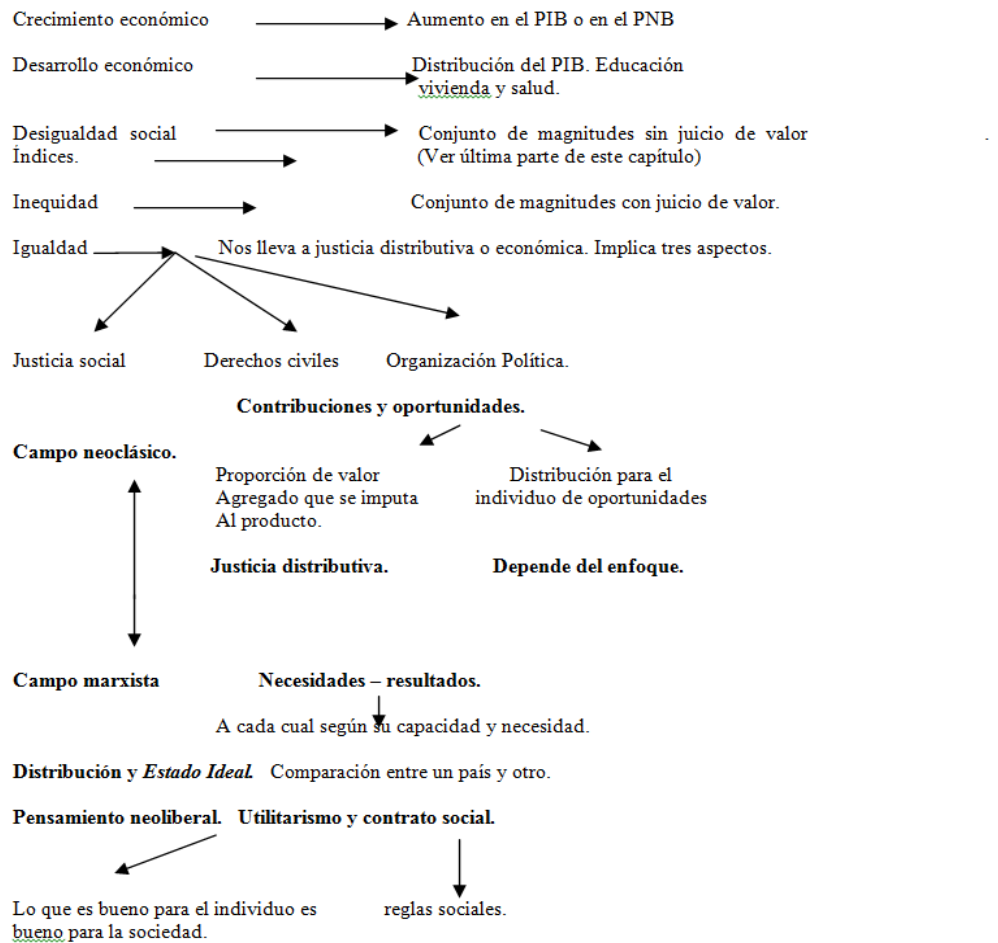 Crecimiento económico Aumento en el PIB o en el PNB
Desarrollo económico Distribución del PIB. Educación
vivienda y salud.
Desigualdad social Conjunto de magnitudes sin juicio de valor .
Índices. (Ver última parte de este capítulo)
Inequidad Conjunto de magnitudes con juicio de valor.
Igualdad Nos lleva a justicia distributiva o económica. Implica tres aspectos.
Justicia social Derechos civiles Organización Política.
Contribuciones y oportunidades.
Campo neoclásico.
Proporción de valor Distribución para el
Agregado que se imputa individuo de oportunidades
Al producto.
Justicia distributiva. Depende del enfoque.
Campo marxista Necesidades – resultados.
A cada cual según su capacidad y necesidad.
Distribución y Estado Ideal. Comparación entre un país y otro.
Pensamiento neoliberal. Utilitarismo y contrato social.
Lo que es bueno para el individuo es reglas sociales.
bueno para la sociedad.